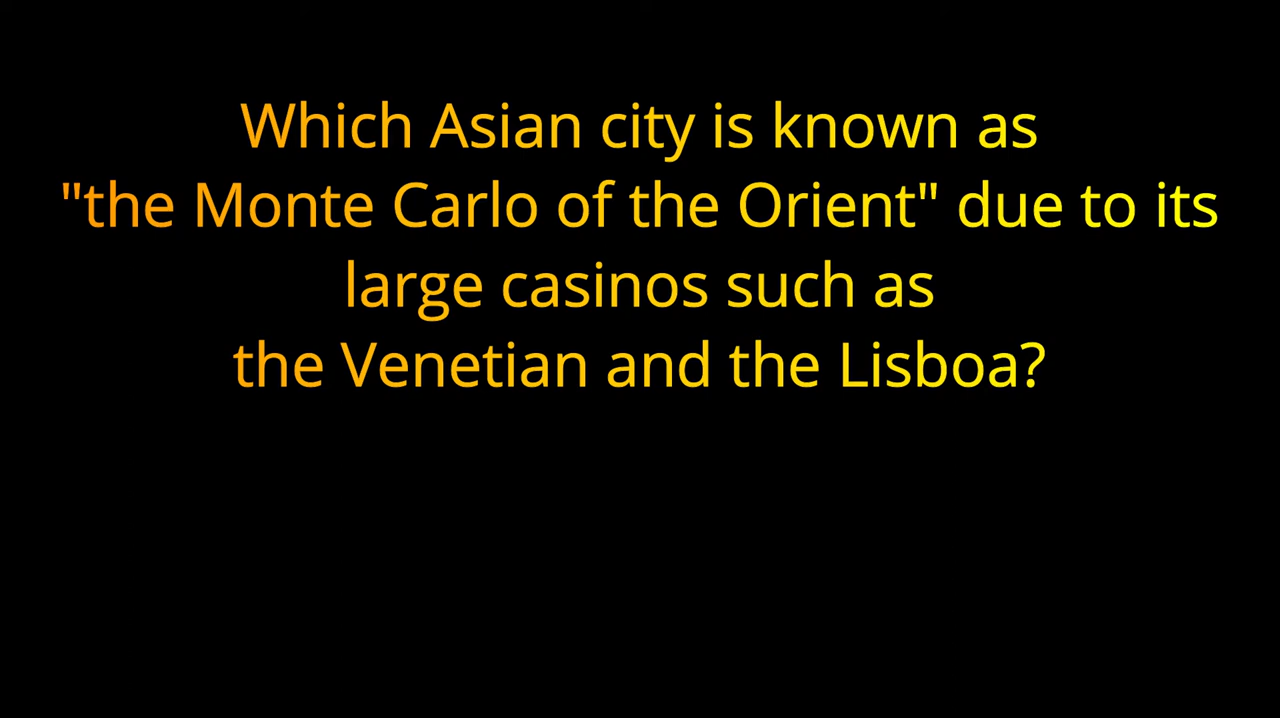 Which Asian city is known as
"the Monte Carlo of the Orient" due to its
large casinos such as
the Venetian and the Lisboa?